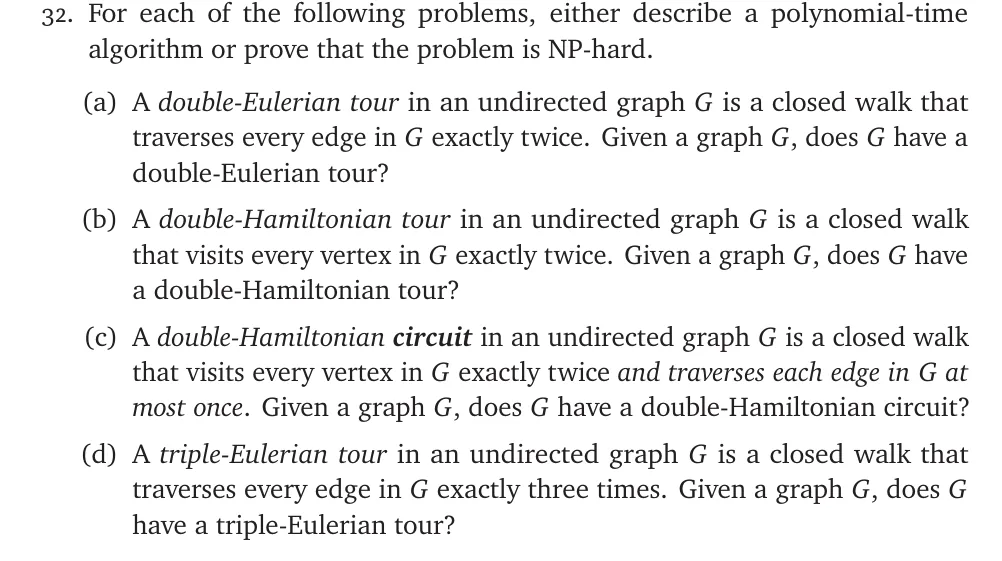 32. For each of the following problems, either describe a polynomial-time
algorithm or prove that the problem is NP-hard.
(a) A double-Eulerian tour in an undirected graph G is a closed walk that
traverses every edge in G exactly twice. Given a graph G, does G have a
double-Eulerian tour?
(b) A double-Hamiltonian tour in an undirected graph G is a closed walk
that visits every vertex in G exactly twice. Given a graph G, does G have
a double-Hamiltonian tour?
(c) A double-Hamiltonian circuit in an undirected graph G is a closed walk
that visits every vertex in G exactly twice and traverses each edge in G at
most once. Given a graph G, does G have a double-Hamiltonian circuit?
(d) A triple-Eulerian tour in an undirected graph G is a closed walk that
traverses every edge in G exactly three times. Given a graph G, does G
have a triple-Eulerian tour?